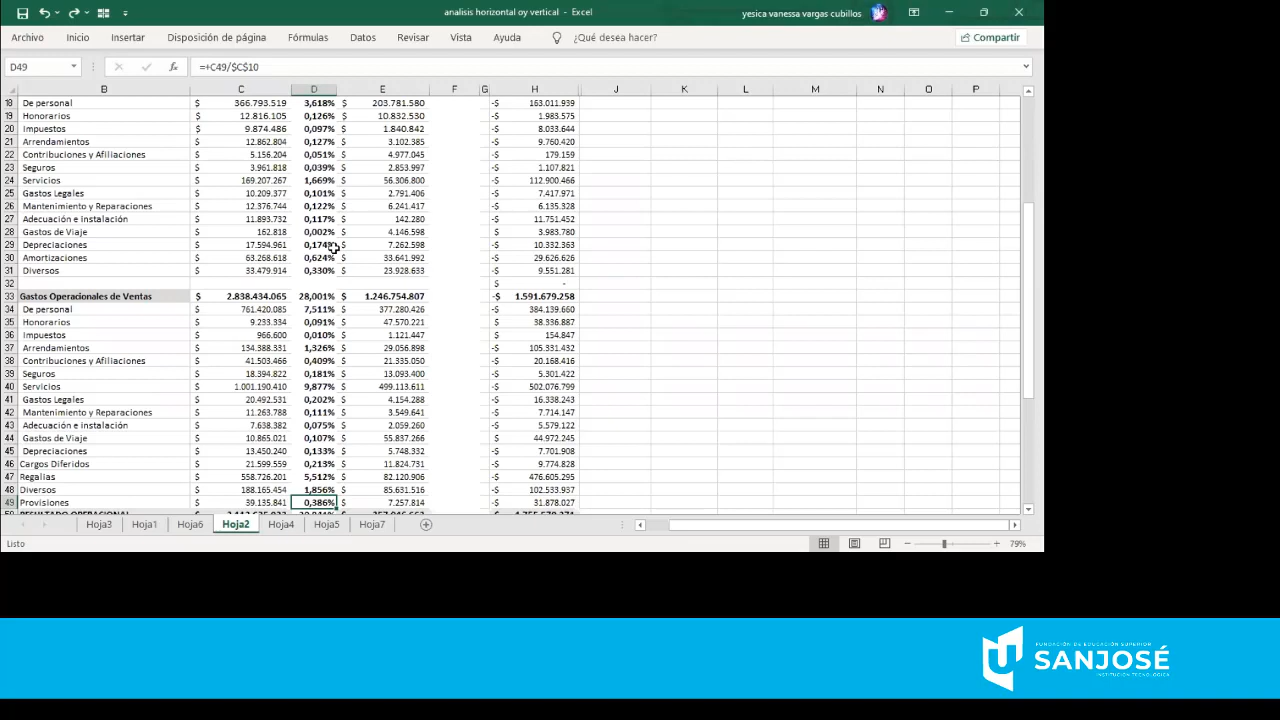 analisis horizontal oy vertical - Excel
yesica vanessa vargas cubillos
Archivo Inicio Insertar Disposición de página Fórmulas Datos Revisar Vista Ayuda ¿Qué desea hacer? Compartir
D49 fx =+C49/$C$10
B C D E F G H I J K L M N O P
18 De personal 366.793.519 3,618% $ 203.781.580 -$ 163.011.939
19 Honorarios $ 12.816.105 0,126% $ 10.832.530 -$ 1.983.575
20 Impuestos $ 9.874.486 0,097% $ 1.840.842 -$ 8.033.644
21 Arrendamientos $ 12.862.804 0,127% $ 3.102.385 -$ 9.760.420
22 Contribuciones y Afiliaciones $ 5.156.204 0,051% $ 4.977.045 -$ 179.159
23 Seguros $ 3.961.818 0,039% $ 2.853.997 -$ 1.107.821
24 Servicios $ 169.207.267 1,669% $ 56.306.800 -$ 112.900.466
25 Gastos Legales $ 10.209.377 0,101% $ 2.791.406 -$ 7.417.971
26 Mantenimiento y Reparaciones $ 12.376.744 0,122% $ 6.241.417 -$ 6.135.328
27 Adecuación e instalación $ 11.893.732 0,117% $ 142.280 -$ 11.751.452
28 Gastos de Viaje $ 162.818 0,002% $ 4.146.598 $ 3.983.780
29 Depreciaciones $ 17.594.961 0,174% $ 7.262.598 -$ 10.332.363
30 Amortizaciones $ 63.268.618 0,624% $ 33.641.992 -$ 29.626.626
31 Diversos $ 33.479.914 0,330% $ 23.928.633 -$ 9.551.281
32 $ -
33 Gastos Operacionales de Ventas $ 2.838.434.065 28,001% $ 1.246.754.807 -$ 1.591.679.258
34 De personal $ 761.420.085 7,511% $ 377.280.426 -$ 384.139.660
35 Honorarios $ 9.233.334 0,091% $ 47.570.221 $ 38.336.887
36 Impuestos $ 966.600 0,010% $ 1.121.447 $ 154.847
37 Arrendamientos $ 134.388.331 1,326% $ 29.056.898 -$ 105.331.432
38 Contribuciones y Afiliaciones $ 41.503.466 0,409% $ 21.335.050 -$ 20.168.416
39 Seguros $ 18.394.822 0,181% $ 13.093.400 -$ 5.301.422
40 Servicios $ 1.001.190.410 9,877% $ 499.113.611 -$ 502.076.799
41 Gastos Legales $ 20.492.531 0,202% $ 4.154.288 -$ 16.338.243
42 Mantenimiento y Reparaciones $ 11.263.788 0,111% $ 3.549.641 -$ 7.714.147
43 Adecuación e instalación $ 7.638.382 0,075% $ 2.059.260 -$ 5.579.122
44 Gastos de Viaje $ 10.865.021 0,107% $ 55.837.266 $ 44.972.245
45 Depreciaciones $ 13.450.240 0,133% $ 5.748.332 -$ 7.701.908
46 Cargos Diferidos $ 21.599.559 0,213% $ 11.824.731 -$ 9.774.828
47 Regalias $ 558.726.201 5,512% $ 82.120.906 -$ 476.605.295
48 Diversos $ 188.165.454 1,856% $ 85.631.516 -$ 102.533.937
49 Provisiones $ 39.135.841 0,386% $ 7.257.814 -$ 31.878.027
Hoja3 Hoja1 Hoja6 Hoja2 Hoja4 Hoja5 Hoja7
Listo 79%
FUNDACIÓN DE EDUCACIÓN SUPERIOR
SANJOSÉ
INSTITUCIÓN TECNOLÓGICA